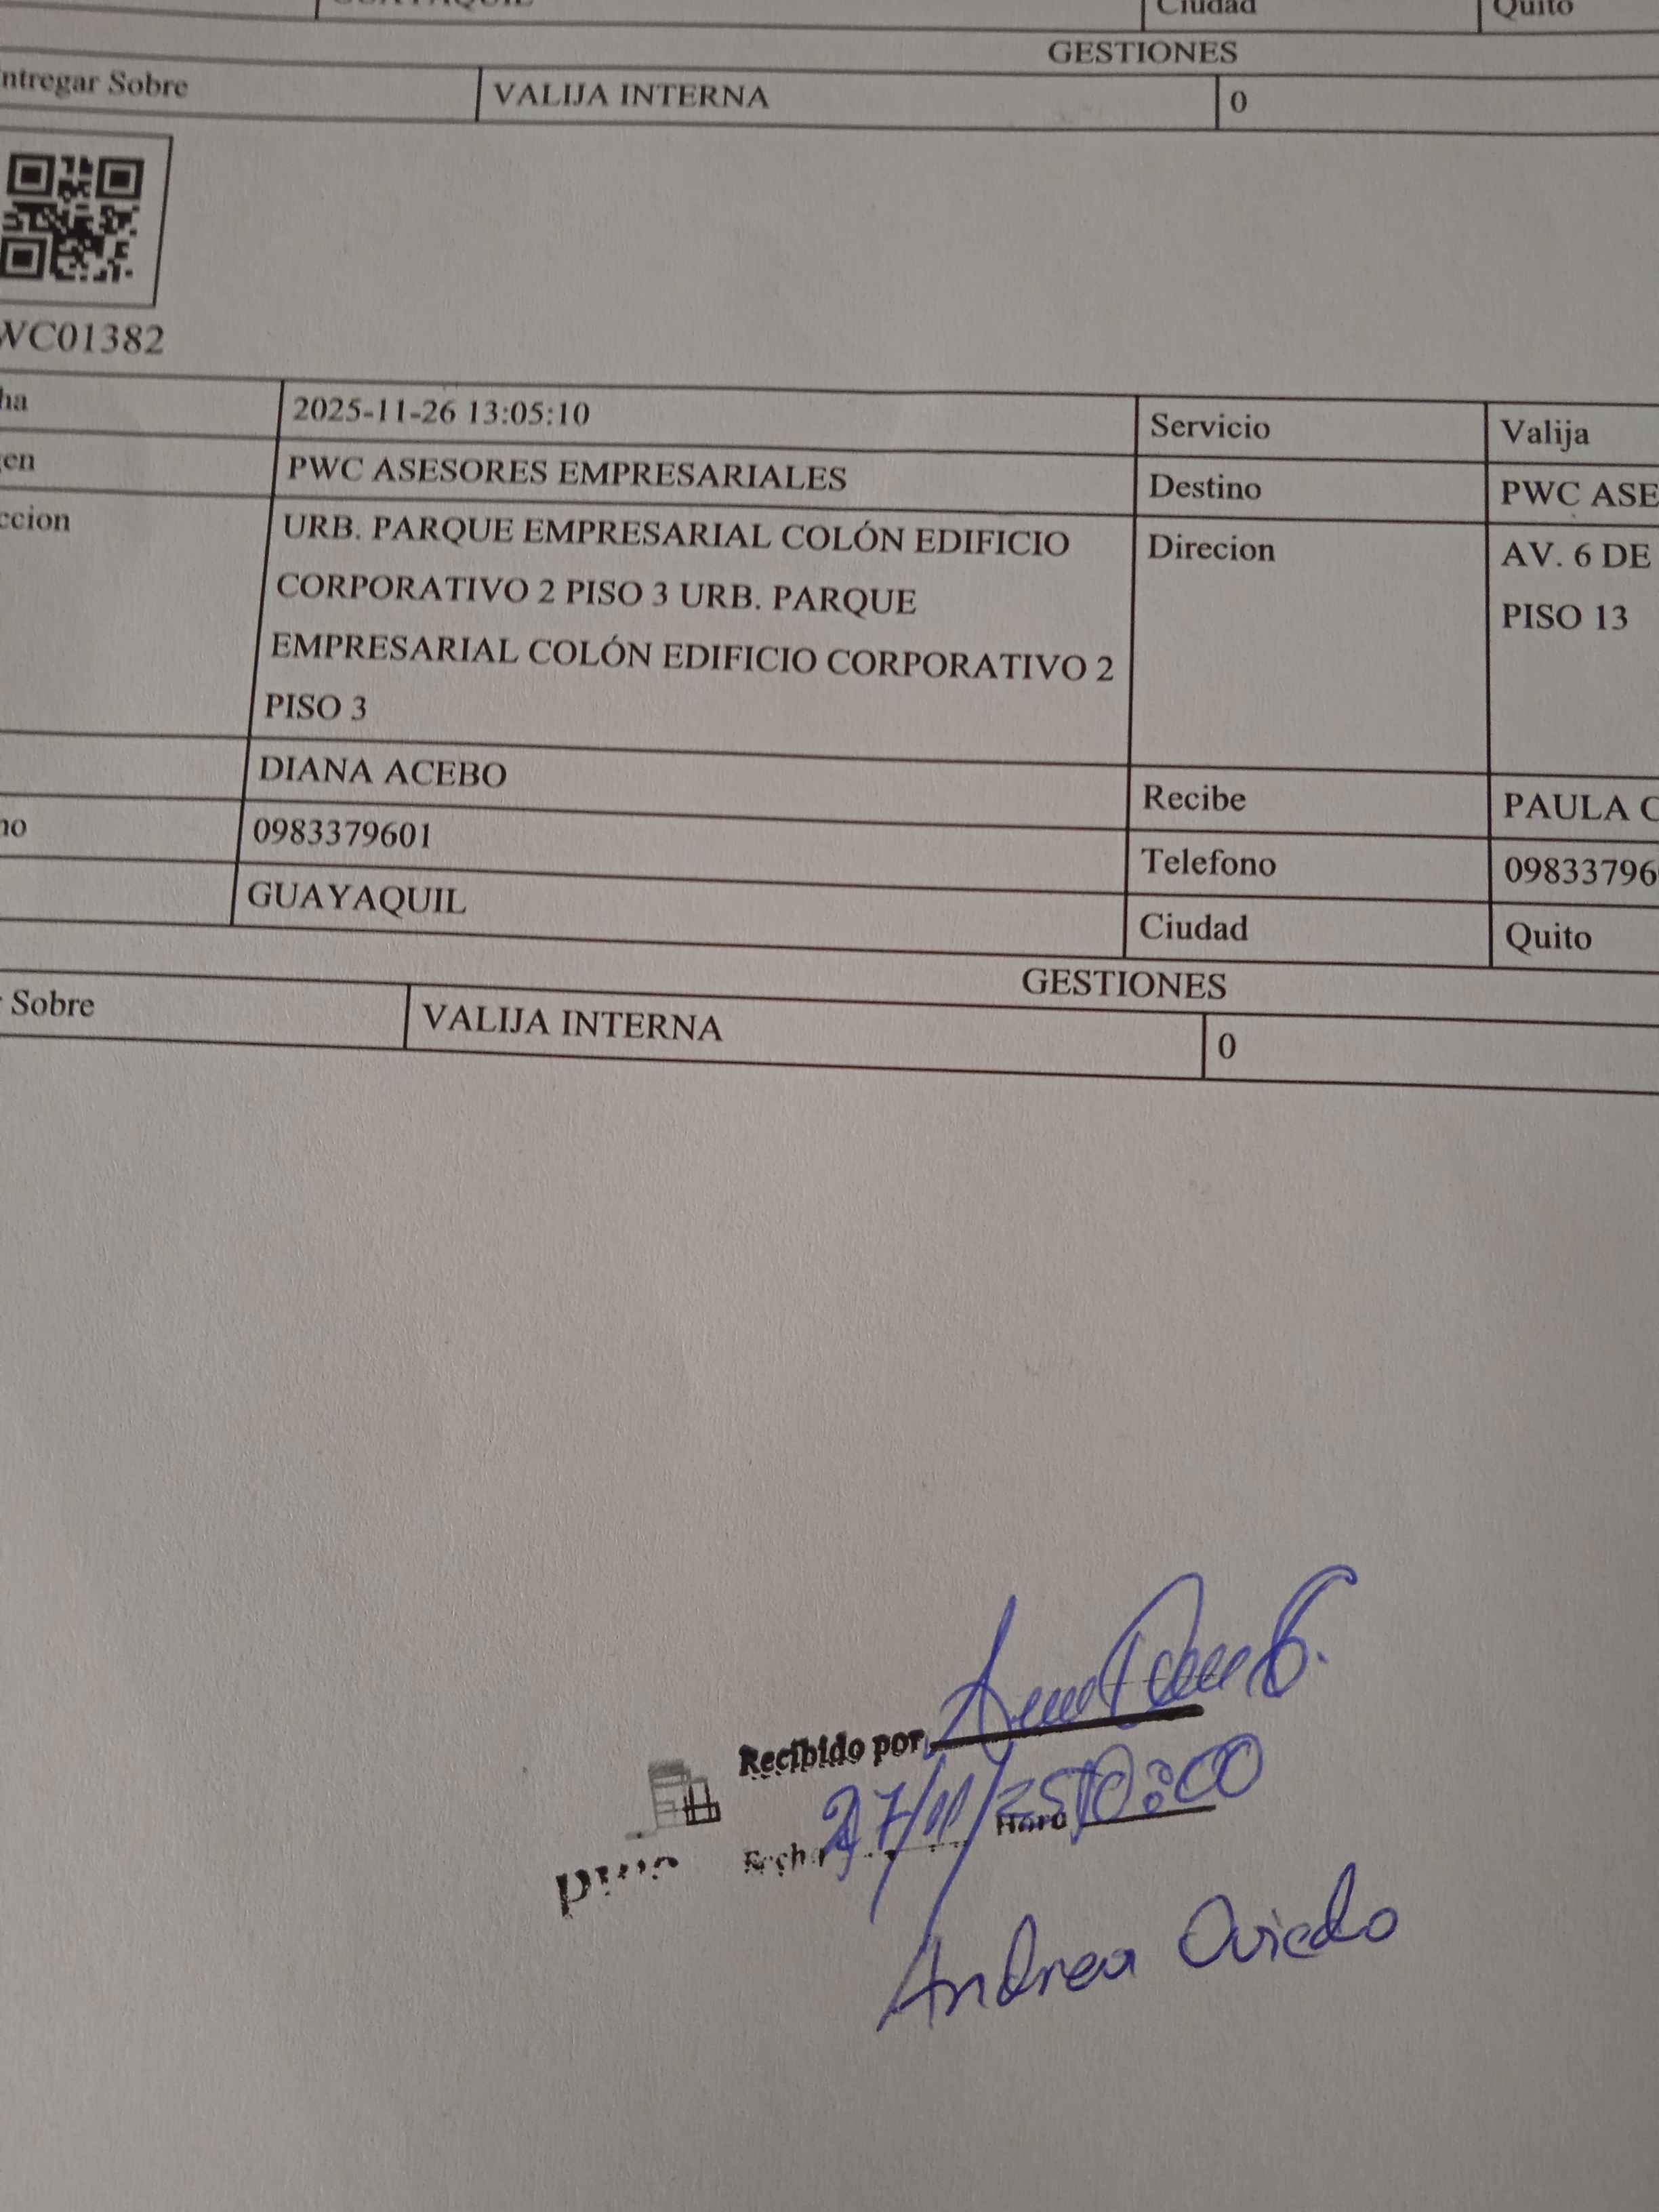 Ciudad Quito
GESTIONES
ntregar Sobre VALIJA INTERNA 0
WC01382
ha 2025-11-26 13:05:10 Servicio Valija
en PWC ASESORES EMPRESARIALES Destino PWC ASE
ccion URB. PARQUE EMPRESARIAL COLÓN EDIFICIO Direcion AV. 6 DE
CORPORATIVO 2 PISO 3 URB. PARQUE PISO 13
EMPRESARIAL COLÓN EDIFICIO CORPORATIVO 2
PISO 3
DIANA ACEBO Recibe PAULA C
no 0983379601 Telefono 09833796
GUAYAQUIL Ciudad Quito
GESTIONES
Sobre VALIJA INTERNA 0
Recibido por
Fecha 27/11/25 Hora 10:00
pwc
Andrea Oviedo